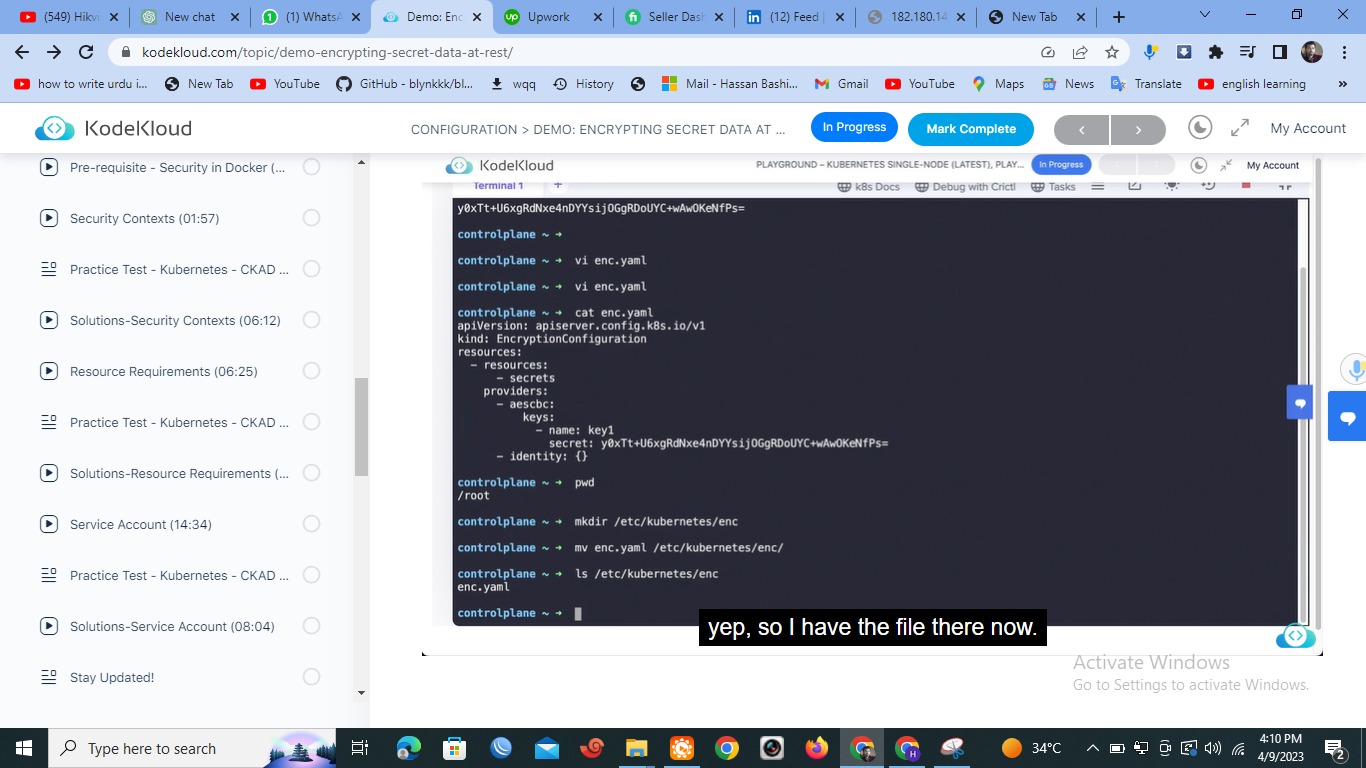 (549) Hikv
New chat
(1) WhatsA
Demo: Enc
Upwork
Seller Dash
(12) Feed |
182.180.14
New Tab
kodekloud.com/topic/demo-encrypting-secret-data-at-rest/
how to write urdu i...
New Tab
YouTube
GitHub - blynkkk/bl...
wqq
History
Mail - Hassan Bashi...
Gmail
YouTube
Maps
News
Translate
english learning
»
KodeKloud
CONFIGURATION > DEMO: ENCRYPTING SECRET DATA AT ...
In Progress
Mark Complete
My Account
Pre-requisite - Security in Docker (...
Security Contexts (01:57)
Practice Test - Kubernetes - CKAD ...
Solutions-Security Contexts (06:12)
Resource Requirements (06:25)
Practice Test - Kubernetes - CKAD ...
Solutions-Resource Requirements (...
Service Account (14:34)
Practice Test - Kubernetes - CKAD ...
Solutions-Service Account (08:04)
Stay Updated!
KodeKloud
PLAYGROUND – KUBERNETES SINGLE-NODE (LATEST), PLAY...
In Progress
My Account
Terminal 1
+
k8s Docs
Debug with Crictl
Tasks
y0xTt+U6xgRdNxe4nDYYsijOGgRDoUYC+wAwOKeNfPs=
controlplane ~ ➜
controlplane ~ ➜ vi enc.yaml
controlplane ~ ➜ vi enc.yaml
controlplane ~ ➜ cat enc.yaml
apiVersion: apiserver.config.k8s.io/v1
kind: EncryptionConfiguration
resources:
- resources:
- secrets
providers:
- aescbc:
keys:
- name: key1
secret: y0xTt+U6xgRdNxe4nDYYsijOGgRDoUYC+wAwOKeNfPs=
- identity: {}
controlplane ~ ➜ pwd
/root
controlplane ~ ➜ mkdir /etc/kubernetes/enc
controlplane ~ ➜ mv enc.yaml /etc/kubernetes/enc/
controlplane ~ ➜ ls /etc/kubernetes/enc
enc.yaml
controlplane ~ ➜
yep, so I have the file there now.
Activate Windows
Go to Settings to activate Windows.
Type here to search
34°C
4:10 PM
4/9/2023
2